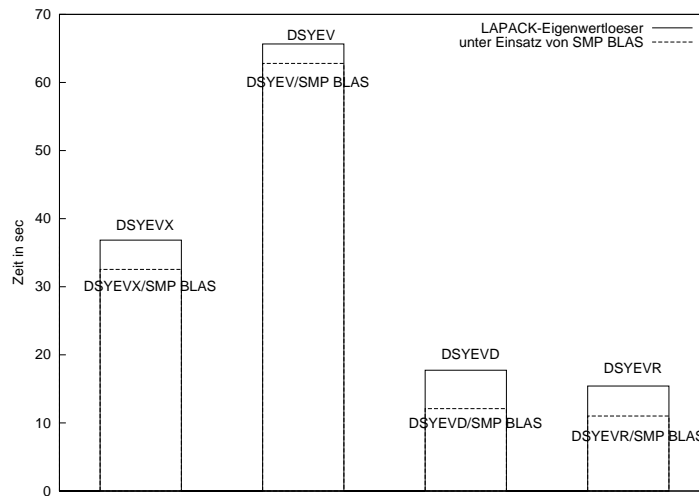 70
60
50
40
30
20
10
0
Zeit in sec
LAPACK-Eigenwertloeser
unter Einsatz von SMP BLAS
DSYEV
DSYEV/SMP BLAS
DSYEVX
DSYEVX/SMP BLAS
DSYEVD
DSYEVD/SMP BLAS
DSYEVR
DSYEVR/SMP BLAS